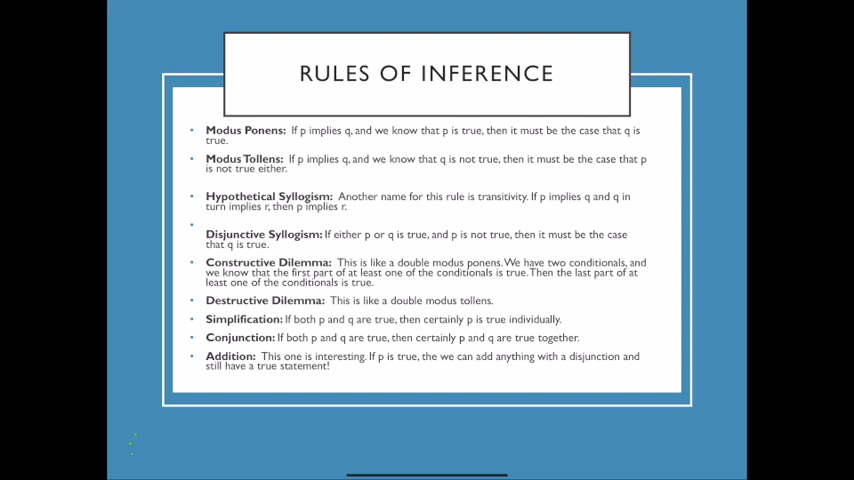 RULES OF INFERENCE
• Modus Ponens: If p implies q, and we know that p is true, then it must be the case that q is
true.
• Modus Tollens: If p implies q, and we know that q is not true, then it must be the case that p
is not true either.
• Hypothetical Syllogism: Another name for this rule is transitivity. If p implies q and q in
turn implies r, then p implies r.
•
Disjunctive Syllogism: If either p or q is true, and p is not true, then it must be the case
that q is true.
• Constructive Dilemma: This is like a double modus ponens. We have two conditionals, and
we know that the first part of at least one of the conditionals is true. Then the last part of at
least one of the conditionals is true.
• Destructive Dilemma: This is like a double modus tollens.
• Simplification: If both p and q are true, then certainly p is true individually.
• Conjunction: If both p and q are true, then certainly p and q are true together.
• Addition: This one is interesting. If p is true, the we can add anything with a disjunction and
still have a true statement!